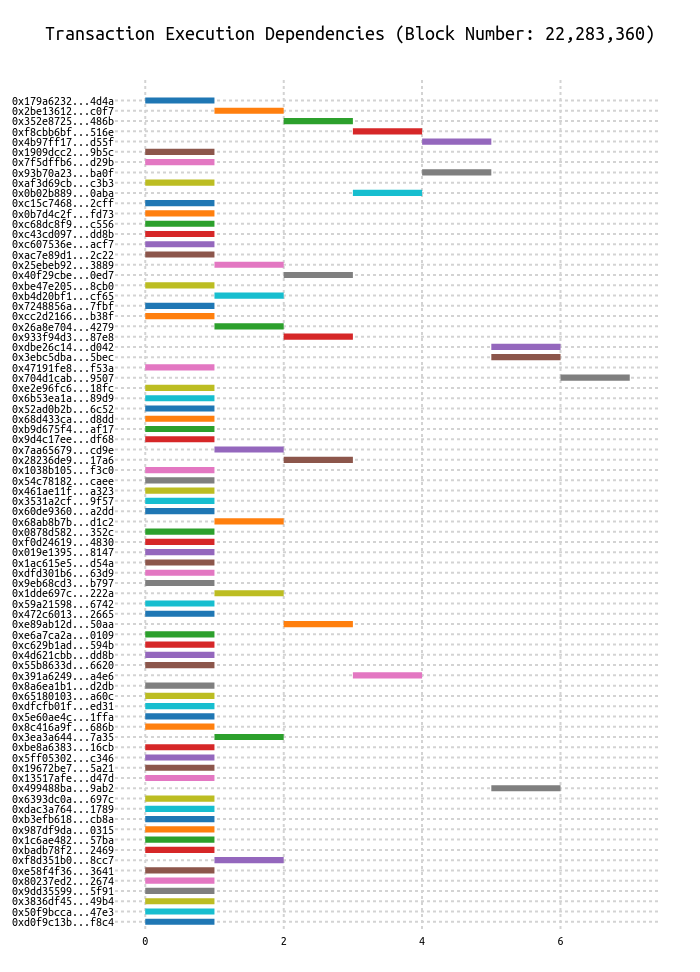 Transaction Execution Dependencies (Block Number: 22,283,360)
0x179a6232...4d4a
0x2be13612...c0f7
0x352e8725...486b
0xf8cbb6bf...516e
0x4b97ff17...d55f
0x1909dcc2...9b5c
0x7f5dffb6...d29b
0x93b70a23...ba0f
0xaf3d69cb...c3b3
0x0b02b889...0aba
0xc15c7468...2cff
0x0b7d4c2f...fd73
0xc68dc8f9...c556
0xc43cd097...dd8b
0xc607536e...acf7
0xac7e89d1...2c22
0x25ebeb92...3889
0x40f29cbe...0ed7
0xbe47e205...8cb0
0xb4d20bf1...cf65
0x7248856a...7fbf
0xcc2d2166...b38f
0x26a8e704...4279
0x933f94d3...87e8
0xdbe26c14...d042
0x3ebc5dba...5bec
0x47191fe8...f53a
0x704d1cab...9507
0xe2e96fc6...18fc
0x6b53ea1a...89d9
0x52ad0b2b...6c52
0x68d433ca...d8dd
0xb9d675f4...af17
0x9d4c17ee...df68
0x7aa65679...cd9e
0x28236de9...17a6
0x1038b105...f3c0
0x54c78182...caee
0x461ae11f...a323
0x3531a2cf...9f57
0x60de9360...a2dd
0x68ab8b7b...d1c2
0x0878d582...352c
0xf0d24619...4830
0x019e1395...8147
0x1ac615e5...d54a
0xdfd301b6...63d9
0x9eb68cd3...b797
0x1dde697c...222a
0x59a21598...6742
0x472c6013...2665
0xe89ab12d...50aa
0xe6a7ca2a...0109
0xc629b1ad...594b
0x4d621cbb...dd8b
0x55b8633d...6620
0x391a6249...a4e6
0x8a6ea1b1...d2db
0x65180103...a60c
0xdfcfb01f...ed31
0x5e60ae4c...1ffa
0x8c416a9f...686b
0x3ea3a644...7a35
0xbe8a6383...16cb
0x5ff05302...c346
0x19672be7...5a21
0x13517afe...d47d
0x499488ba...9ab2
0x6393dc0a...697c
0xdac3a764...1789
0xb3efb618...cb8a
0x987df9da...0315
0x1c6ae482...57ba
0xbadb78f2...2469
0xf8d351b0...8cc7
0xe58f4f36...3641
0x80237ed2...2674
0x9dd35599...5f91
0x3836df45...49b4
0x50f9bcca...47e3
0xd0f9c13b...f8c4
0 2 4 6